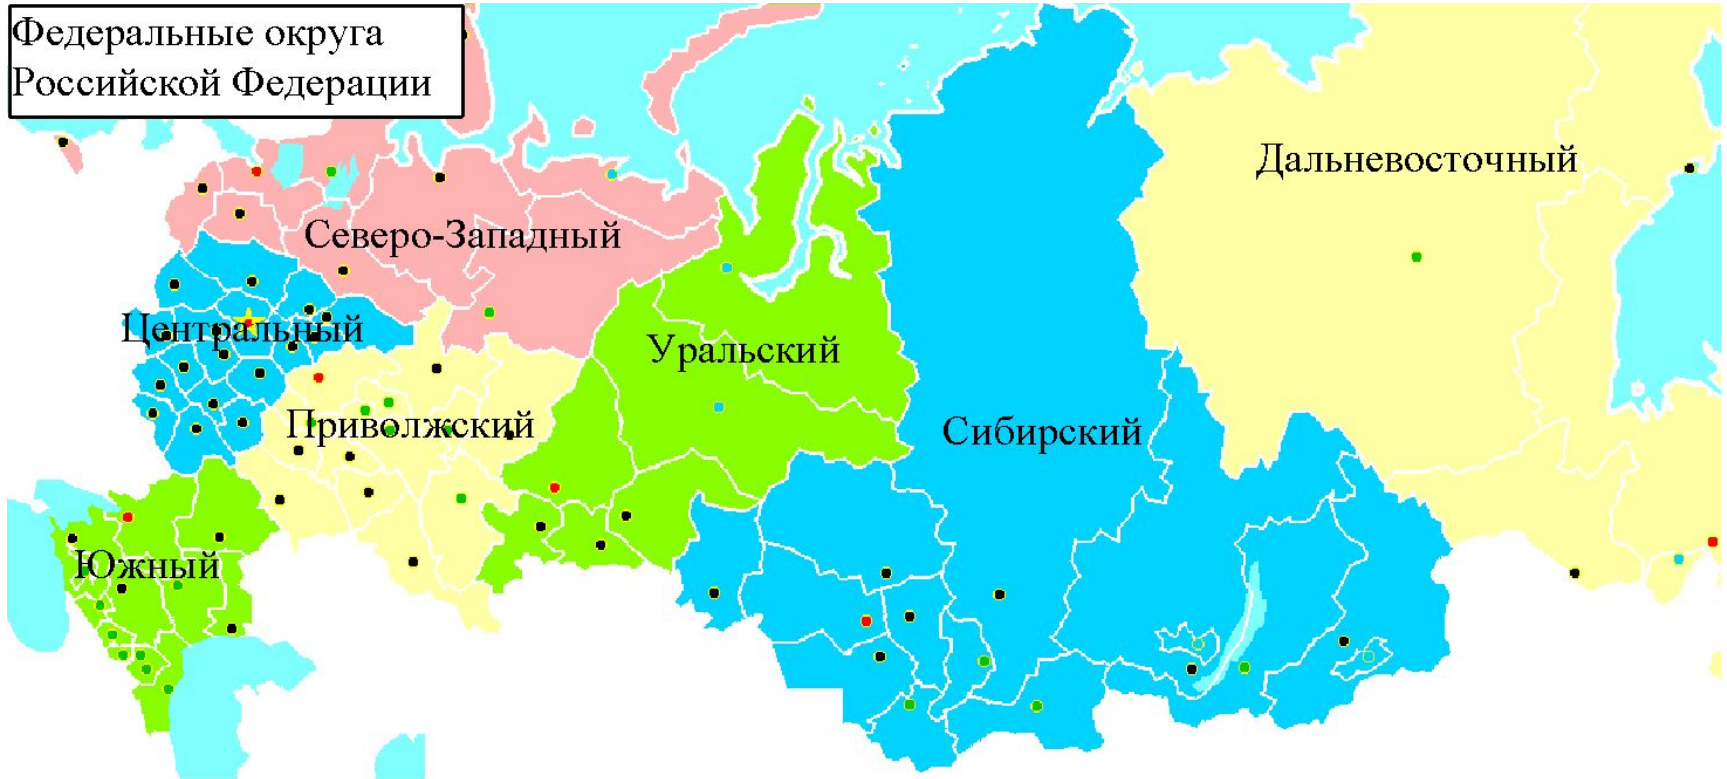 Федеральные округа
Российской Федерации
Дальневосточный
Северо-Западный
Центральный
Уральский
Приволжский
Сибирский
Южный